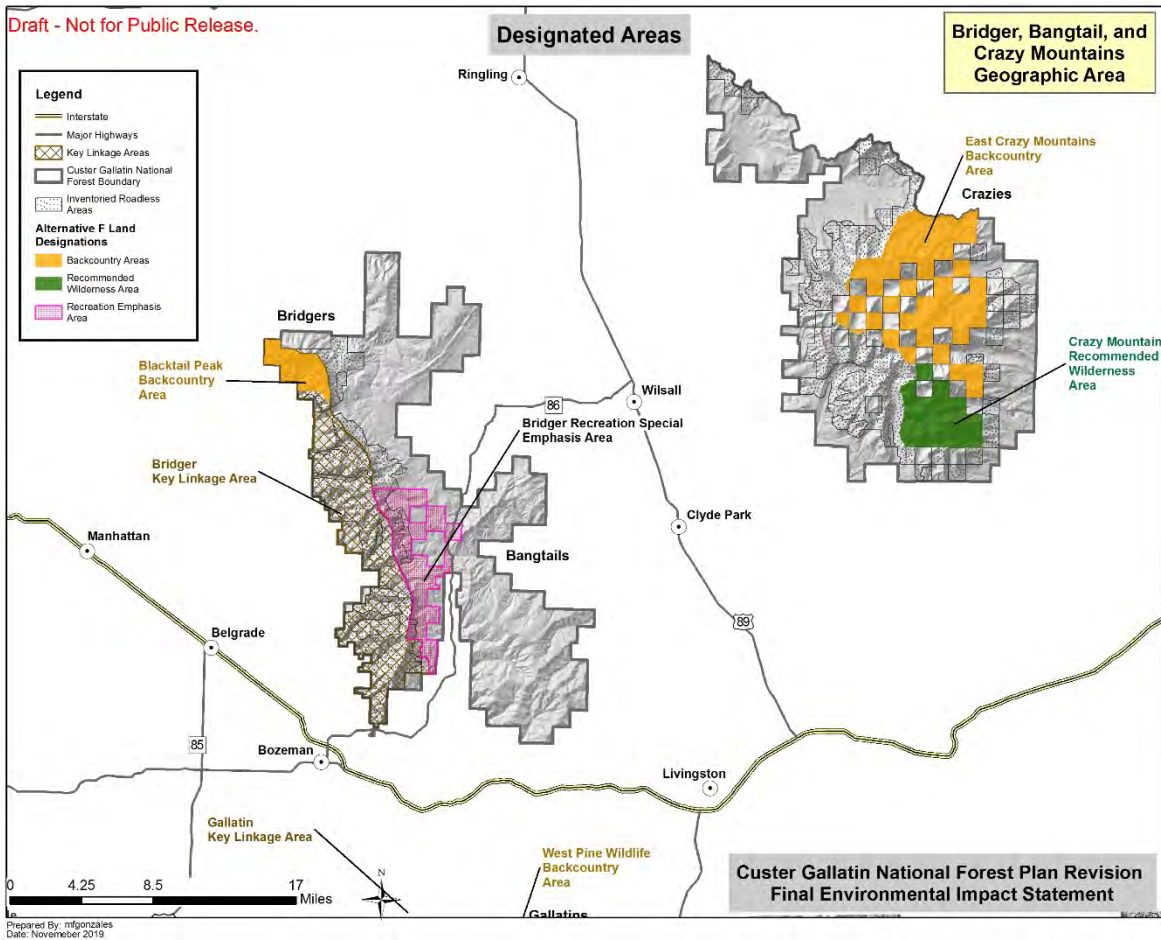 Draft - Not for Public Release.
Designated Areas
Bridger, Bangtail, and
Crazy Mountains
Geographic Area
Legend
Interstate
Major Highways
Key Linkage Areas
Custer Gallatin National
Forest Boundary
Inventoried Roadless
Areas
Alternative F Land
Designations
Backcountry Areas
Recommended
Wilderness Area
Recreation Emphasis
Area
Ringling
East Crazy Mountains
Backcountry
Area
Crazies
Bridgers
Blacktail Peak
Backcountry
Area
Crazy Mountain
Recommended
Wilderness
Area
86
Wilsall
Bridger Recreation Special
Emphasis Area
Bridger
Key Linkage Area
Clyde Park
Manhattan
Bangtails
89
Belgrade
85
Bozeman
Livingston
Gallatin
Key Linkage Area
West Pine Wildlife
Backcountry
Area
Gallatins
N
0 4.25 8.5 17
Miles
Custer Gallatin National Forest Plan Revision
Final Environmental Impact Statement
Prepared By: mfgonzales
Date: Novemeber 2019